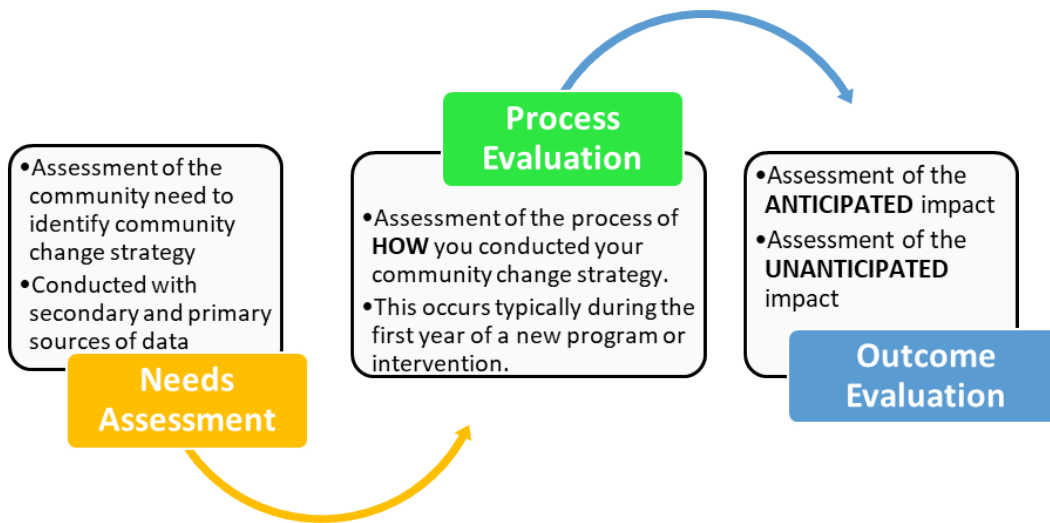 •Assessment of the
community need to
identify community
change strategy
•Conducted with
secondary and primary
sources of data
Needs
Assessment
Process
Evaluation
•Assessment of the process of
HOW you conducted your
community change strategy.
•This occurs typically during the
first year of a new program or
intervention.
•Assessment of the
ANTICIPATED impact
•Assessment of the
UNANTICIPATED
impact
Outcome
Evaluation